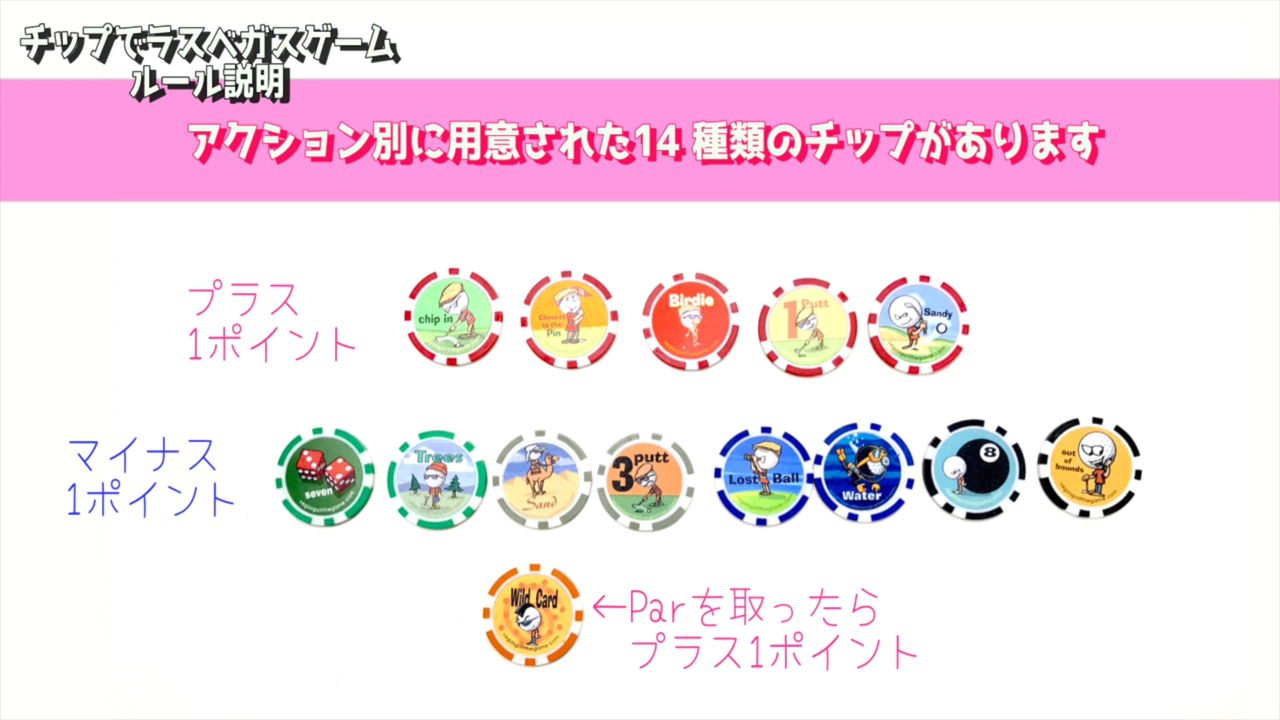 チップでラスベガスゲーム
ルール説明
アクション別に用意された14種類のチップがあります
プラス
1ポイント
chip in
Closest
to the
Pin
Birdie
1 Putt
Sandy
マイナス
1ポイント
seven
Trees
Sand
3 putt
Lost Ball
Water
8
out
of
bounds
Wild Card
←Parを取ったら
プラス1ポイント